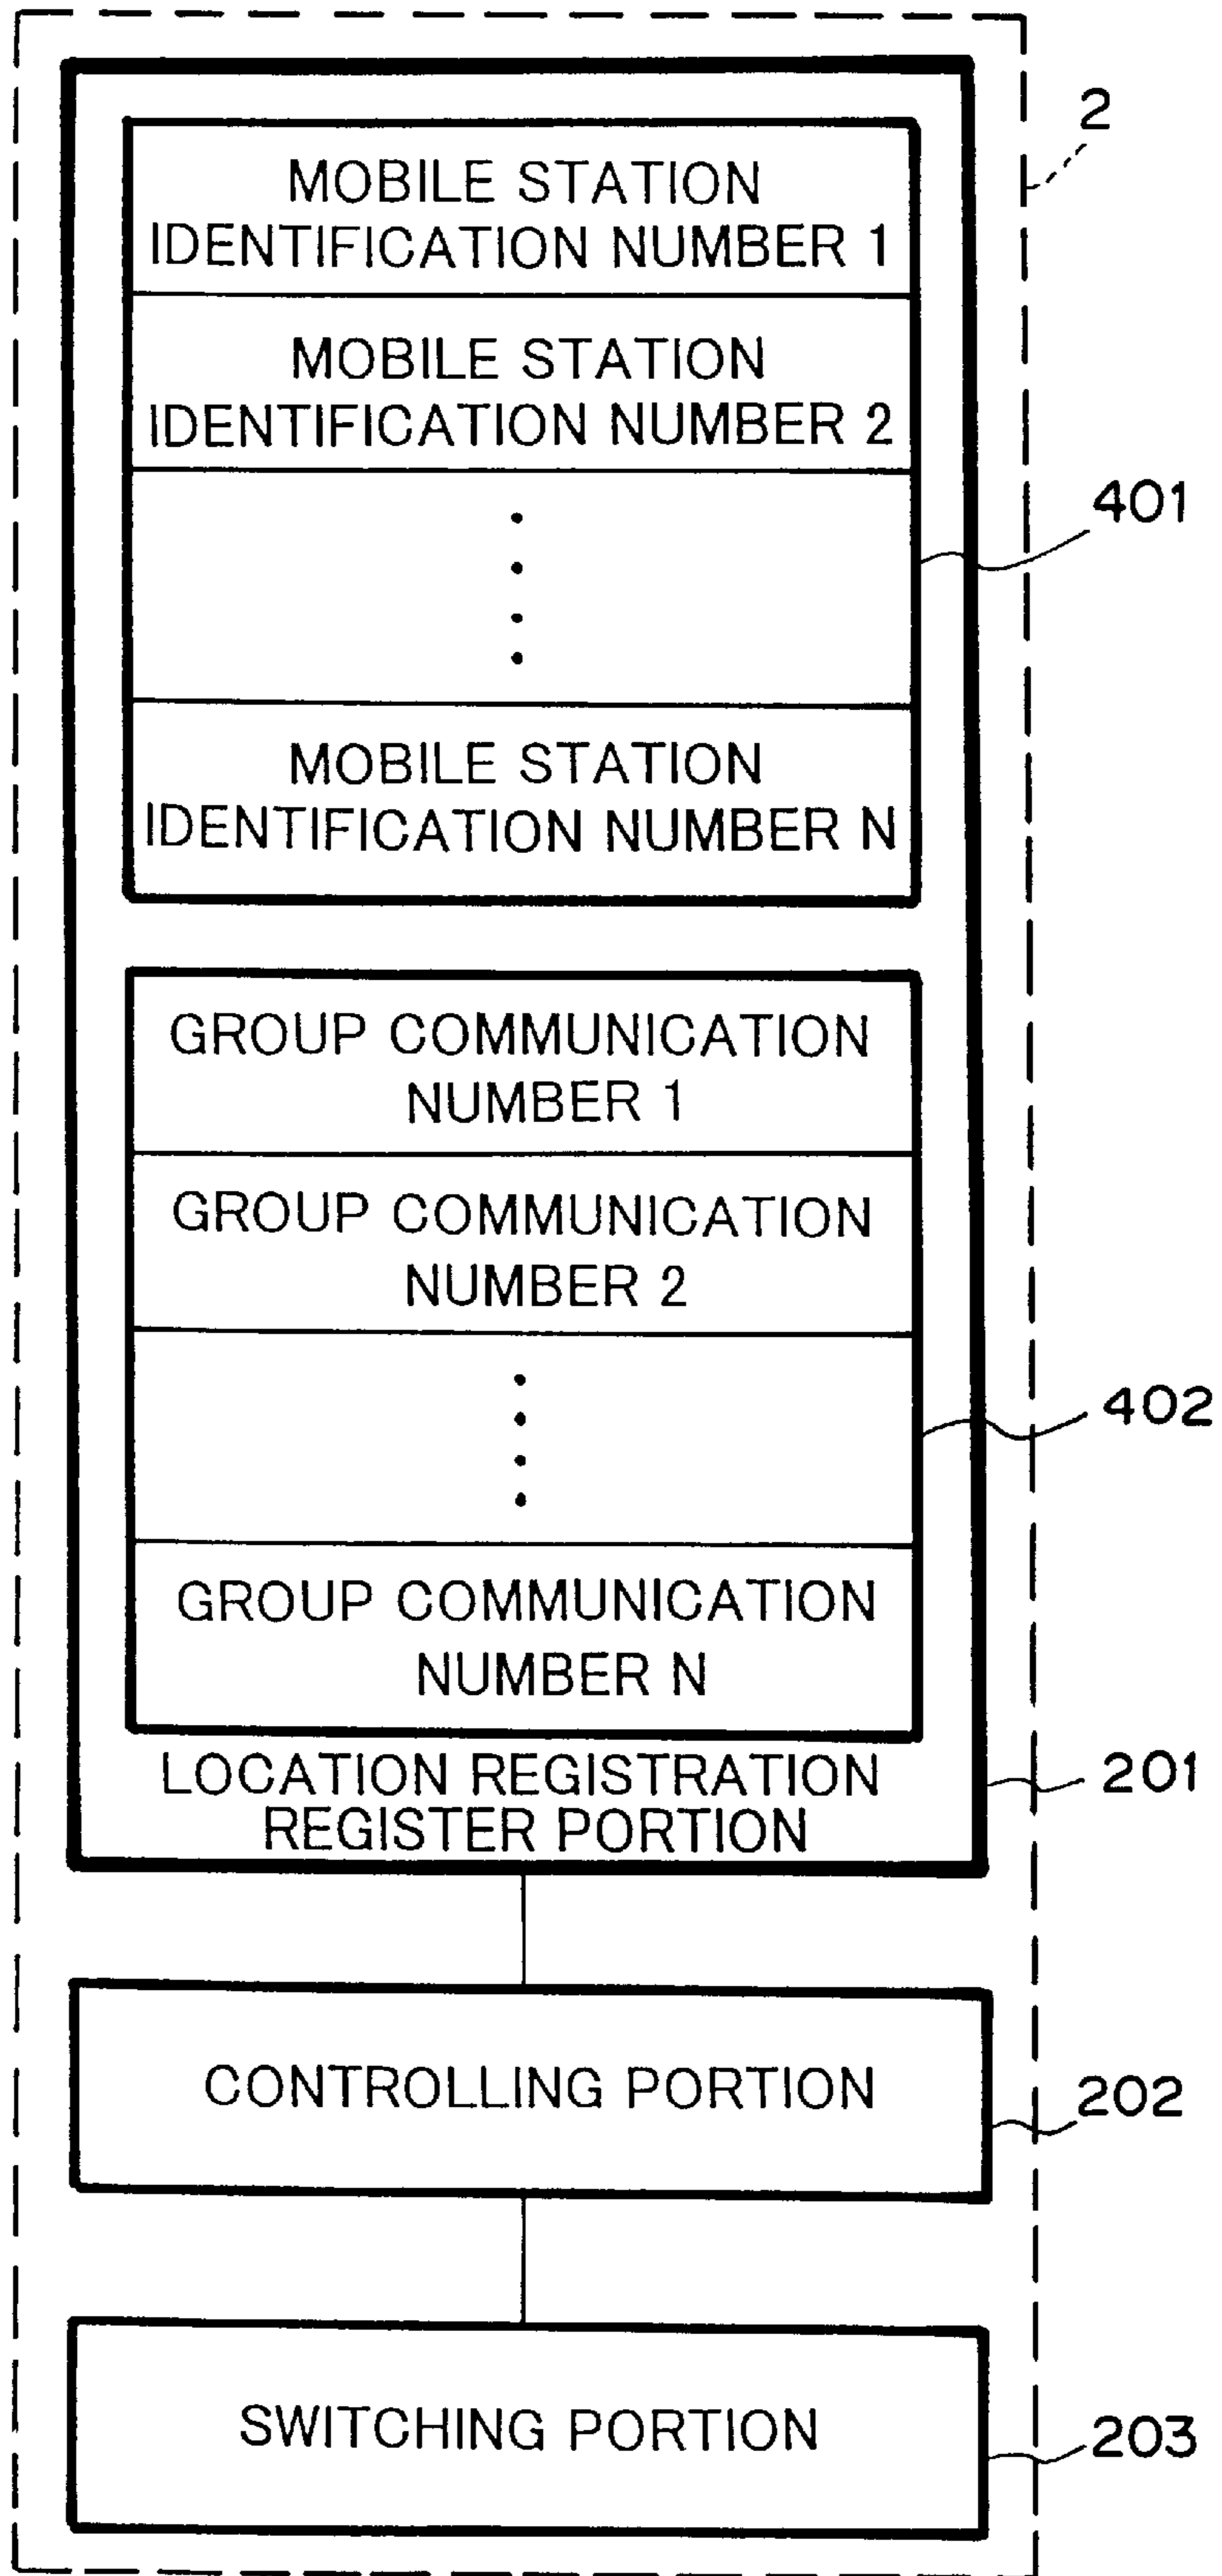 2
MOBILE STATION
IDENTIFICATION NUMBER 1
MOBILE STATION
IDENTIFICATION NUMBER 2
401
MOBILE STATION
IDENTIFICATION NUMBER N
GROUP COMMUNICATION
NUMBER 1
GROUP COMMUNICATION
NUMBER 2
402
GROUP COMMUNICATION
NUMBER N
LOCATION REGISTRATION
REGISTER PORTION
201
CONTROLLING PORTION
202
SWITCHING PORTION
203